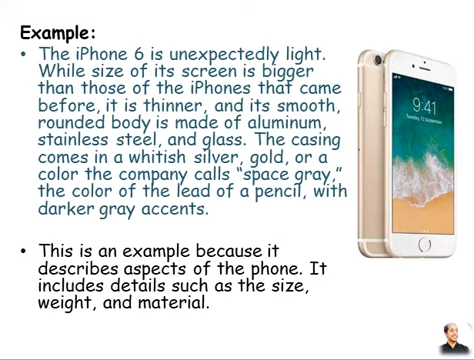 Example:
• The iPhone 6 is unexpectedly light.
While size of its screen is bigger
than those of the iPhones that came
before, it is thinner, and its smooth,
rounded body is made of aluminum,
stainless steel, and glass. The casing
comes in a whitish silver, gold, or a
color the company calls “space gray,”
the color of the lead of a pencil, with
darker gray accents.
• This is an example because it
describes aspects of the phone. It
includes details such as the size,
weight, and material.
9:41
Tuesday 12 September